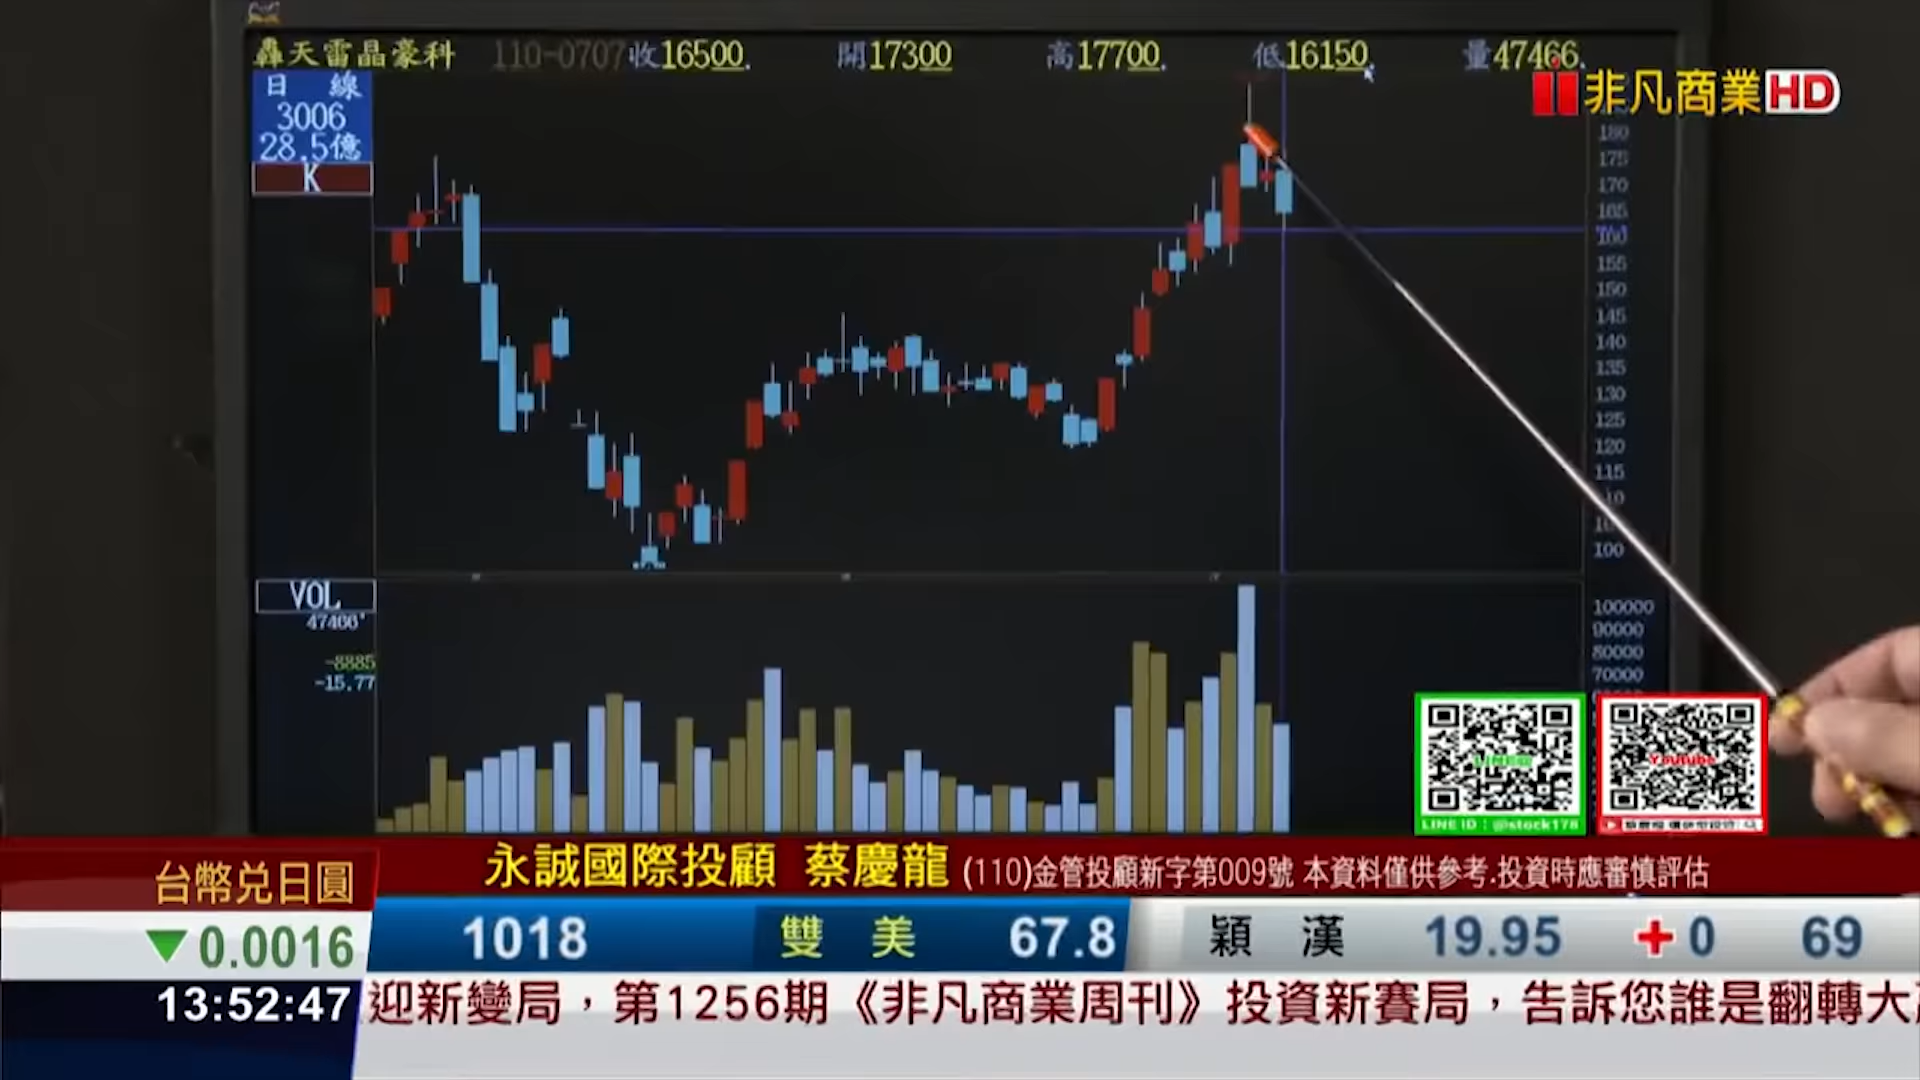 轟天雷晶豪科 110-0707 收16500. 開17300 高17700. 低16150. 量47466.
日 線
3006
28.5億
K
非凡商業HD
180
175
170
165
160
155
150
145
140
135
130
125
120
115
100
VOL
47466
-8885
-15.77
100000
90000
80000
70000
LINE@
YouTube
LINE ID：@stock178
永誠國際投顧 蔡慶龍 (110)金管投顧新字第009號 本資料僅供參考.投資時應審慎評估
台幣兌日圓
▼0.0016
1018 雙 美 67.8 穎 漢 19.95 +0 69
13:52:47
迎新變局，第1256期《非凡商業周刊》投資新賽局，告訴您誰是翻轉大